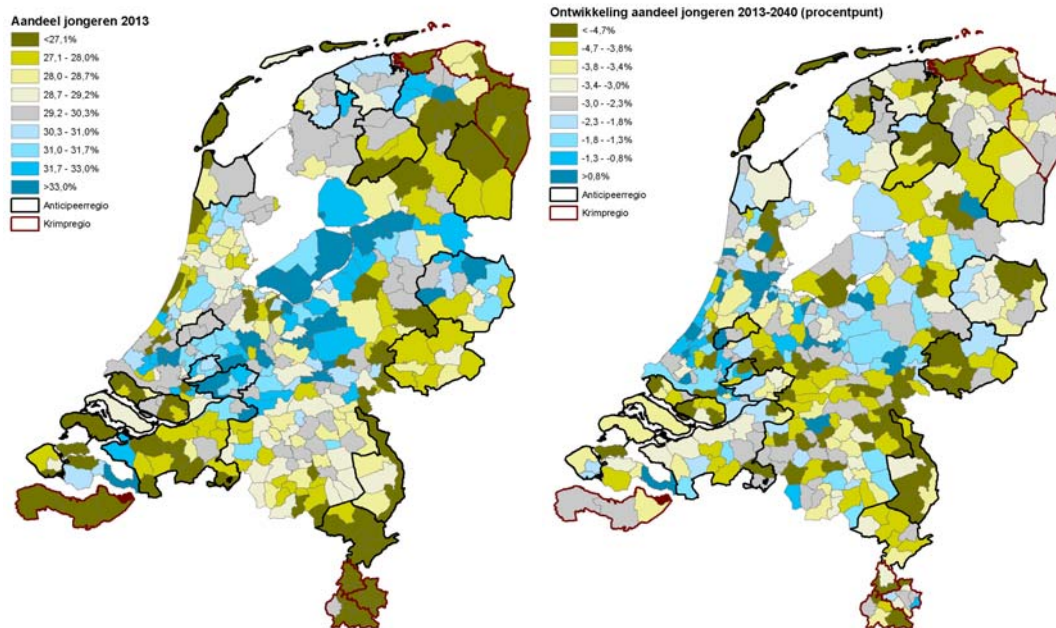 Aandeel jongeren 2013
<27,1%
27,1 - 28,0%
28,0 - 28,7%
28,7 - 29,2%
29,2 - 30,3%
30,3 - 31,0%
31,0 - 31,7%
31,7 - 33,0%
>33,0%
Anticipeerregio
Krimpregio
Ontwikkeling aandeel jongeren 2013-2040 (procentpunt)
< -4,7%
-4,7 - -3,8%
-3,8 - -3,4%
-3,4 - -3,0%
-3,0 - -2,3%
-2,3 - -1,8%
-1,8 - -1,3%
-1,3 - -0,8%
>0,8%
Anticipeerregio
Krimpregio